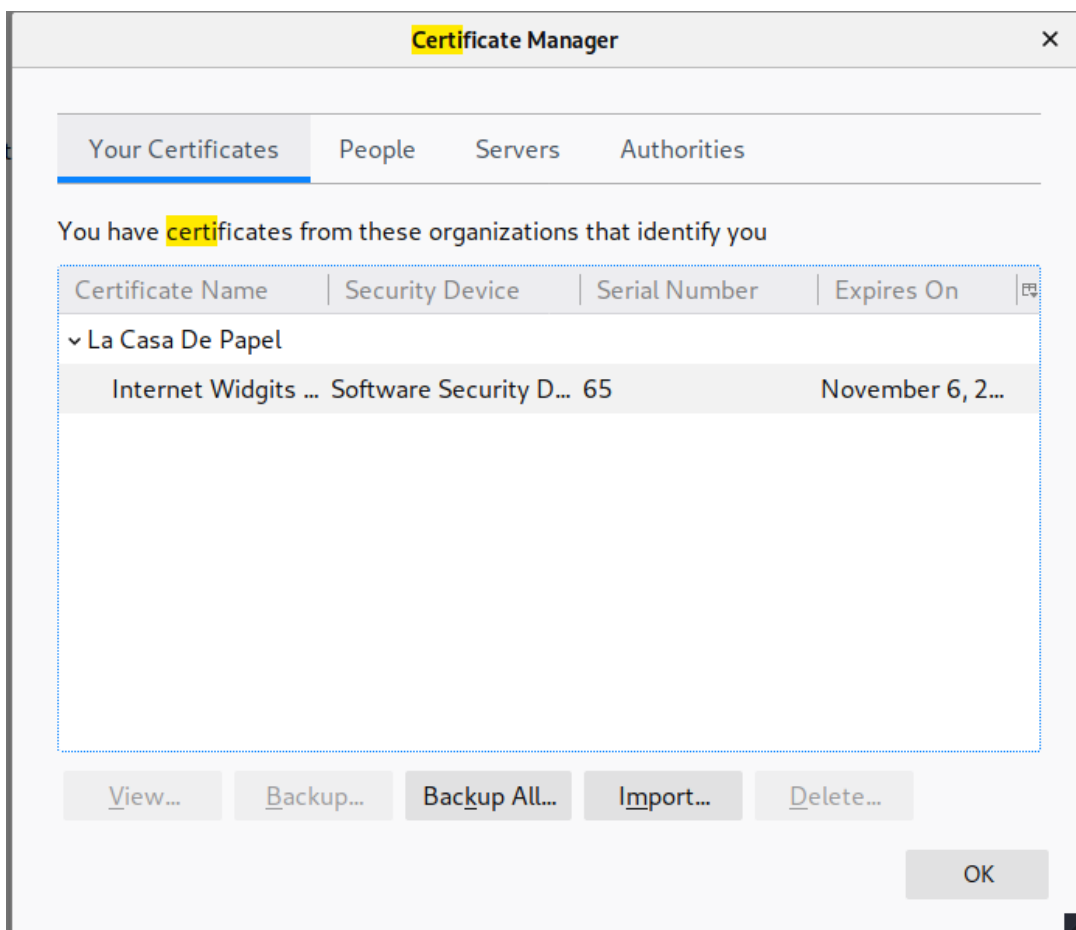 Certificate Manager
Your Certificates People Servers Authorities
You have certificates from these organizations that identify you
Certificate Name Security Device Serial Number Expires On
La Casa De Papel
Internet Widgits ... Software Security D... 65 November 6, 2...
View... Backup... Backup All... Import... Delete...
OK